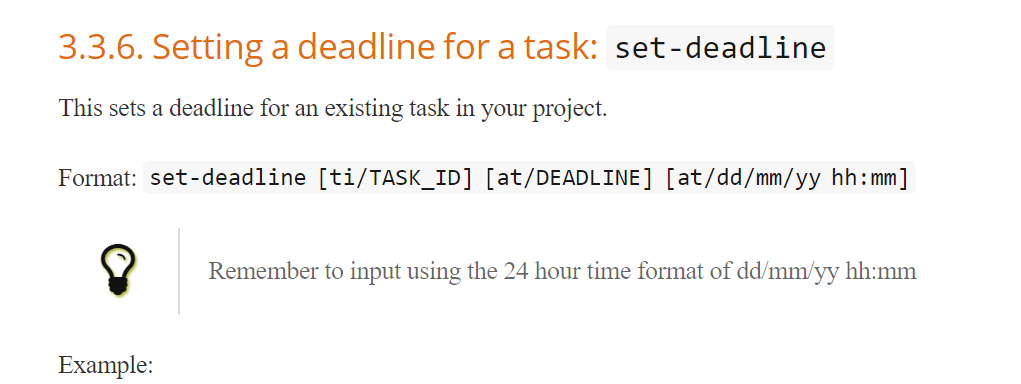 3.3.6. Setting a deadline for a task: set-deadline
This sets a deadline for an existing task in your project.
Format: set-deadline [ti/TASK_ID] [at/DEADLINE] [at/dd/mm/yy hh:mm]
Remember to input using the 24 hour time format of dd/mm/yy hh:mm
Example: